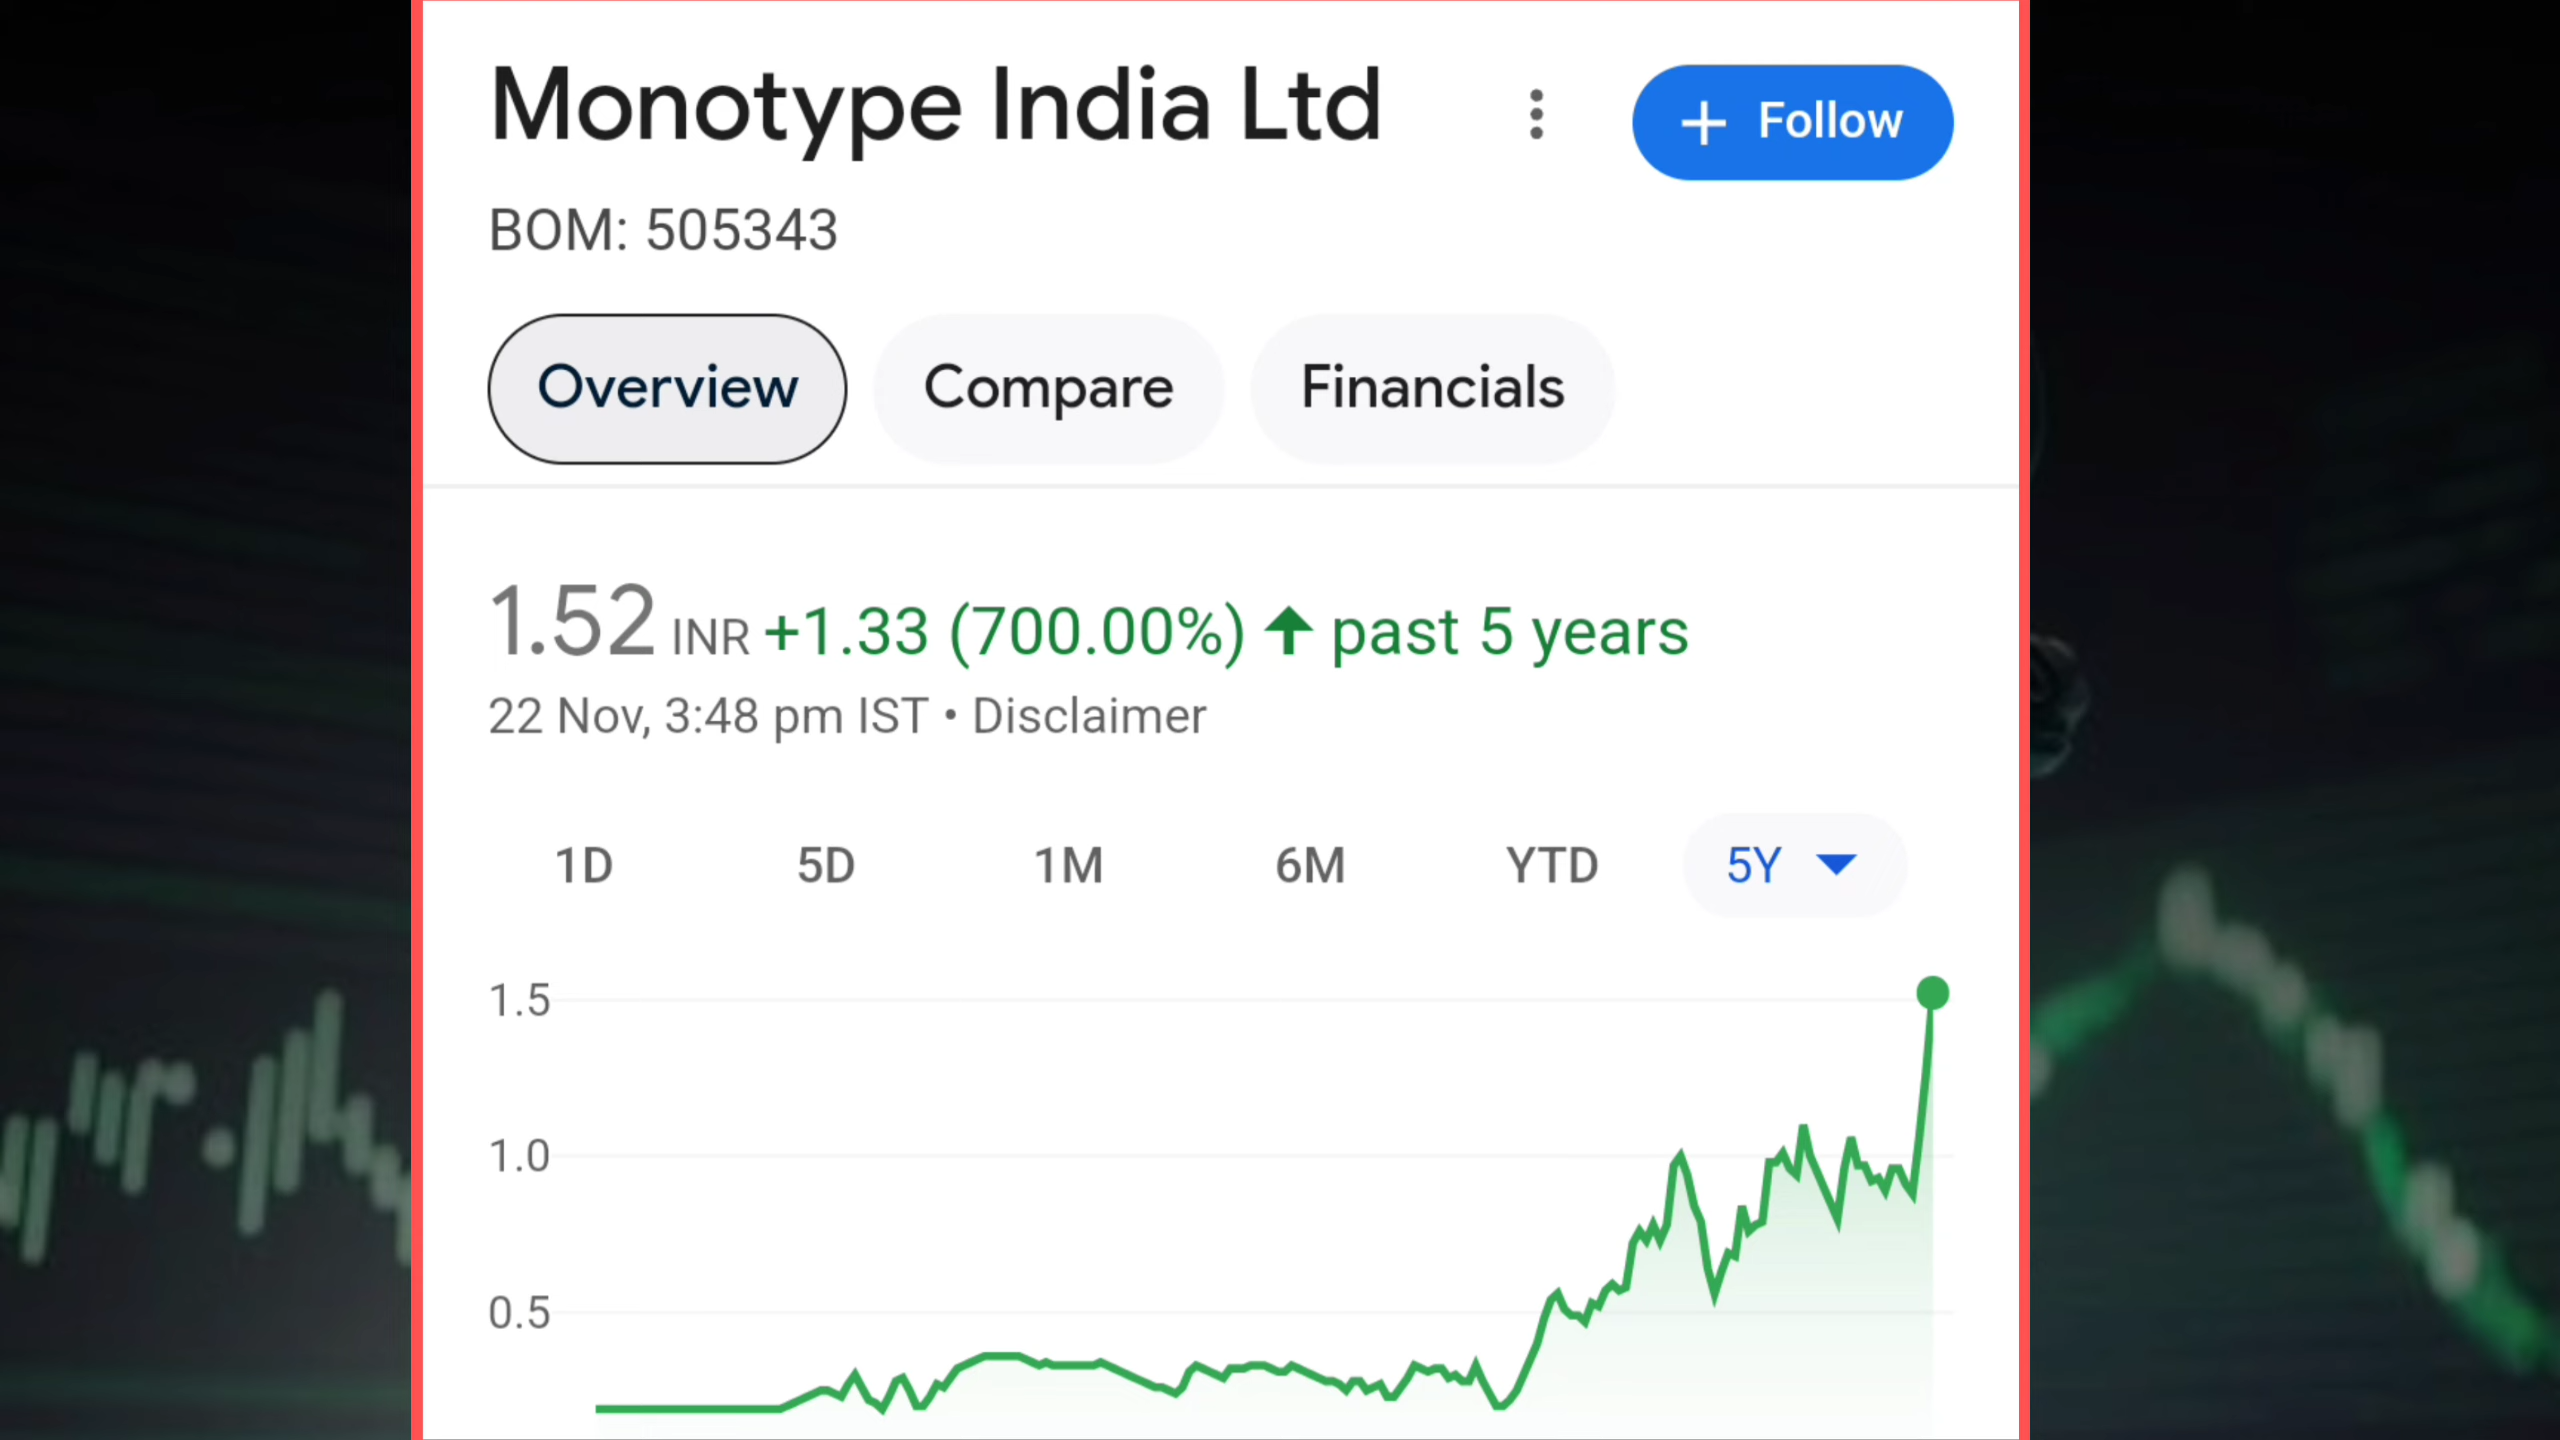 Monotype India Ltd
+ Follow
BOM: 505343
Overview Compare Financials
1.52 INR +1.33 (700.00%) ↑ past 5 years
22 Nov, 3:48 pm IST • Disclaimer
1D 5D 1M 6M YTD 5Y
1.5
1.0
0.5